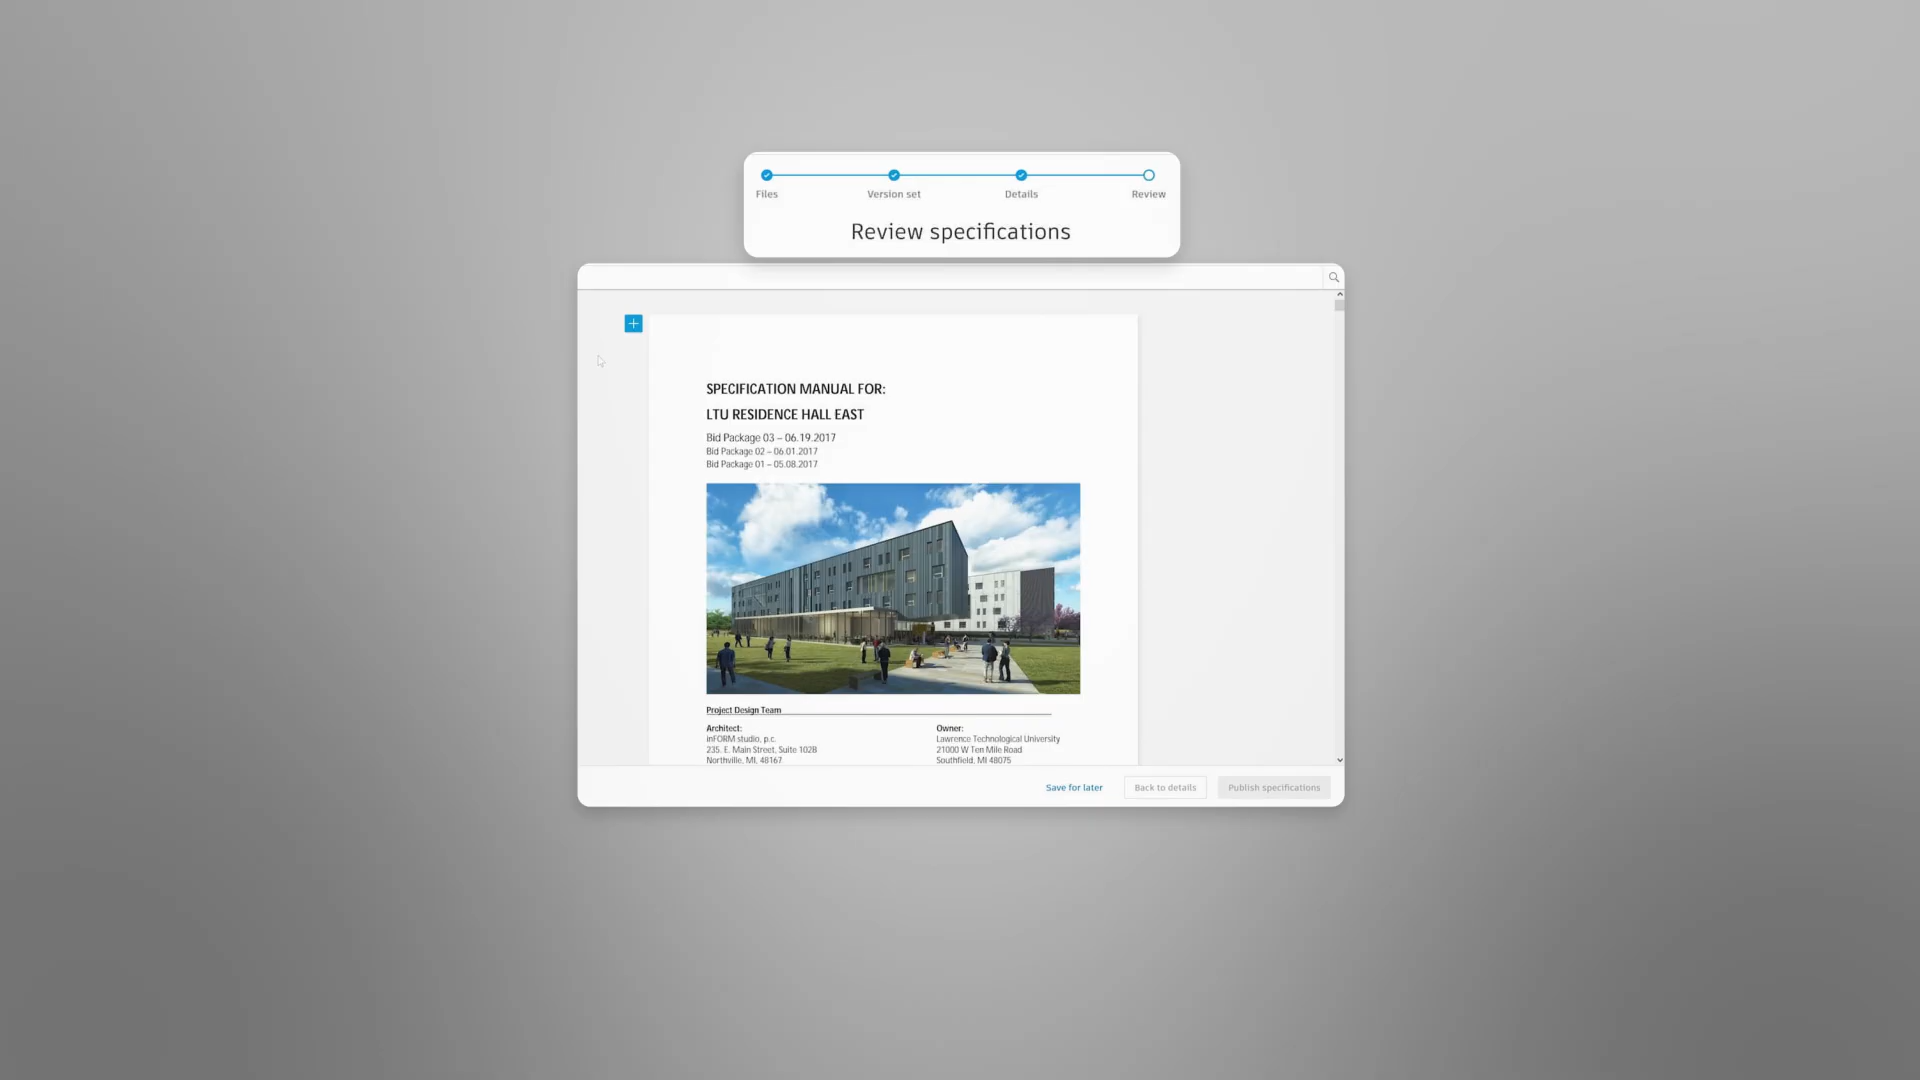 Files
Version set
Details
Review
Review specifications
SPECIFICATION MANUAL FOR:
LTU RESIDENCE HALL EAST
Bid Package 03 – 06.19.2017
Bid Package 02 – 06.01.2017
Bid Package 01 – 05.08.2017
Project Design Team
Architect:
inFORM studio, p.c.
235. E. Main Street, Suite 102B
Northville, MI, 48167
Owner:
Lawrence Technological University
21000 W Ten Mile Road
Southfield, MI 48075
Save for later
Back to details
Publish specifications